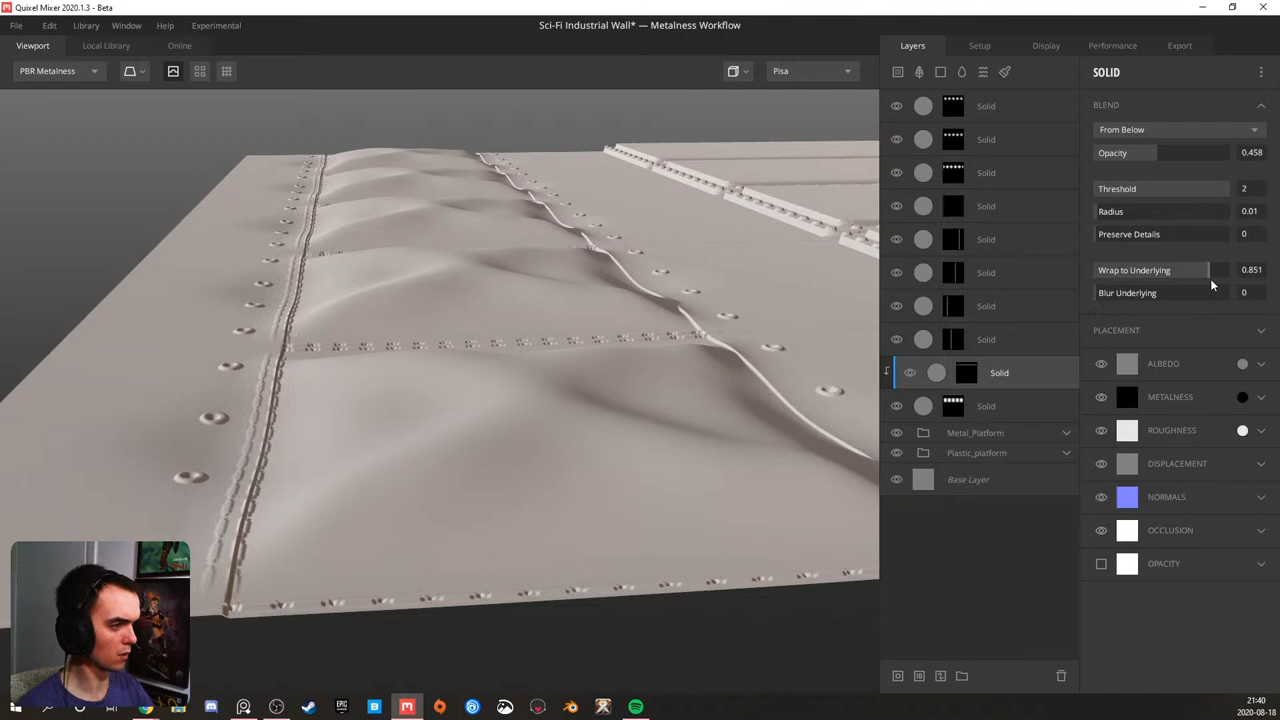 Quixel Mixer 2020.1.3 - Beta
File Edit Library Window Help Experimental
Sci-Fi Industrial Wall* — Metalness Workflow
Viewport Local Library Online
Layers Setup Display Performance Export
PBR Metalness
Pisa
SOLID
BLEND
From Below
Opacity 0.458
Threshold 2
Radius 0.01
Preserve Details 0
Wrap to Underlying 0.851
Blur Underlying 0
PLACEMENT
ALBEDO
METALNESS
ROUGHNESS
DISPLACEMENT
NORMALS
OCCLUSION
OPACITY
Solid
Solid
Solid
Solid
Solid
Solid
Solid
Solid
Solid
Solid
Metal_Platform
Plastic_platform
Base Layer
EPIC
21:40
2020-08-18